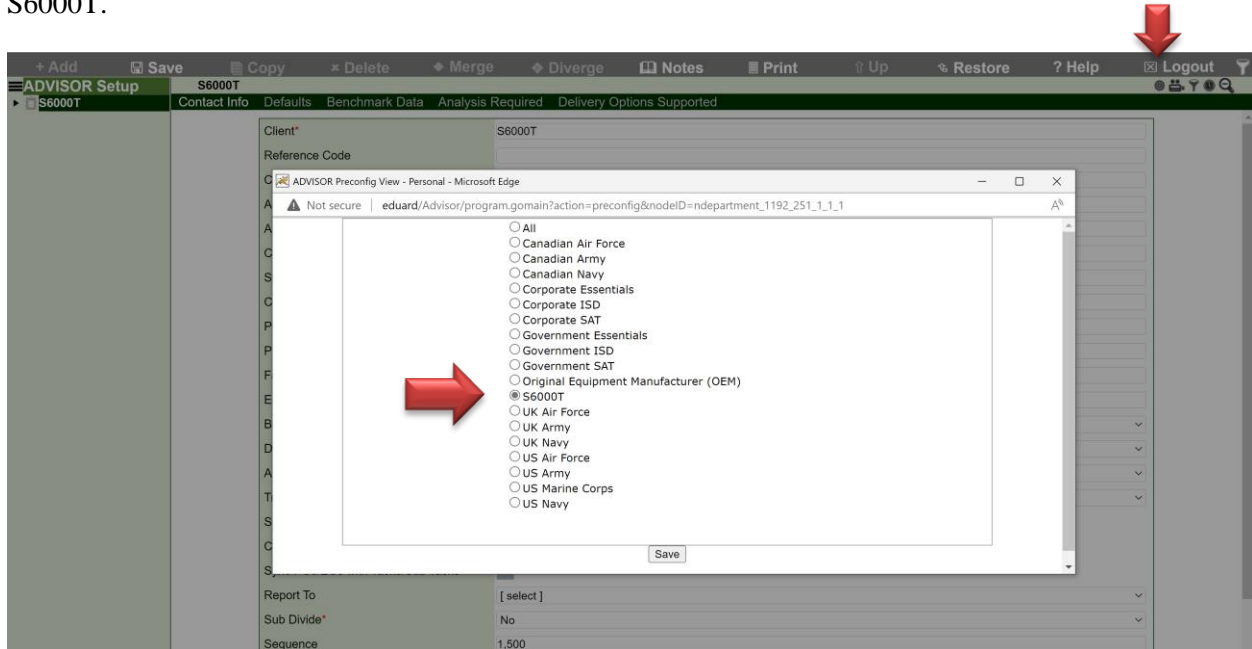 S6000T.
+ Add Save Copy × Delete Merge Diverge Notes Print Up Restore ? Help Logout
ADVISOR Setup S6000T
S6000T Contact Info Defaults Benchmark Data Analysis Required Delivery Options Supported
Client* S6000T
Reference Code
C
ADVISOR Preconfig View - Personal - Microsoft Edge
A
Not secure eduard/Advisor/program.gomain?action=preconfig&nodeID=ndepartment_1192_251_1_1_1
A
All
Canadian Air Force
C
Canadian Army
Canadian Navy
S
Corporate Essentials
C
Corporate ISD
Corporate SAT
P
Government Essentials
P
Government ISD
Government SAT
F
Original Equipment Manufacturer (OEM)
E
S6000T
UK Air Force
B
UK Army
UK Navy
D
US Air Force
A
US Army
US Marine Corps
T
US Navy
S
C
Save
Report To [ select ]
Sub Divide* No
Sequence 1,500